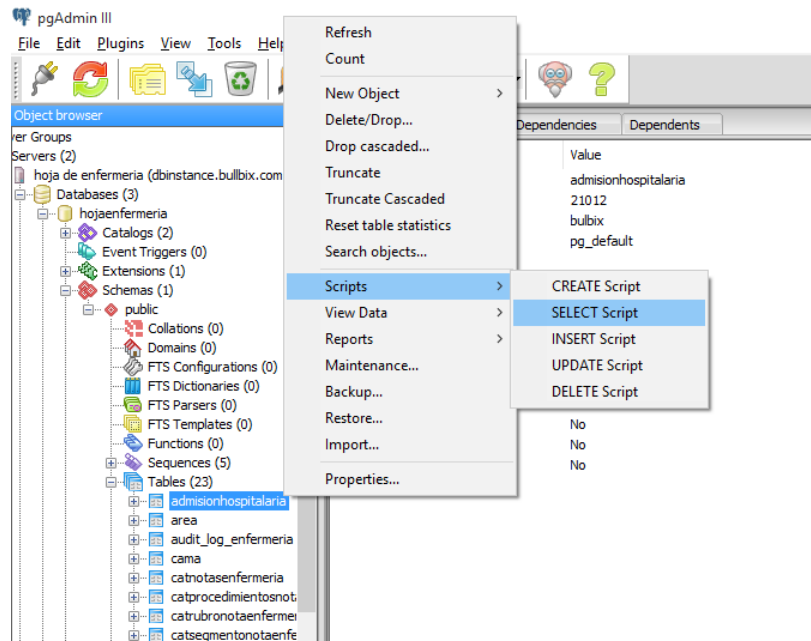 pgAdmin III
File Edit Plugins View Tools Help
Object browser
Dependencies Dependents
er Groups
Servers (2)
hoja de enfermeria (dbinstance.bullbix.com
Databases (3)
hojaenfermeria
Catalogs (2)
Event Triggers (0)
Extensions (1)
Schemas (1)
public
Collations (0)
Domains (0)
FTS Configurations (0)
FTS Dictionaries (0)
FTS Parsers (0)
FTS Templates (0)
Functions (0)
Sequences (5)
Tables (23)
admisionhospitalaria
area
audit_log_enfermeria
cama
catnotasenfermeria
catprocedimientosnota
catrubronotaenfermer
catsegmentonotaenfe
Refresh
Count
New Object
Delete/Drop...
Drop cascaded...
Truncate
Truncate Cascaded
Reset table statistics
Search objects...
Scripts
View Data
Reports
Maintenance...
Backup...
Restore...
Import...
Properties...
CREATE Script
SELECT Script
INSERT Script
UPDATE Script
DELETE Script
Value
admisionhospitalaria
21012
bulbix
pg_default
No
No
No